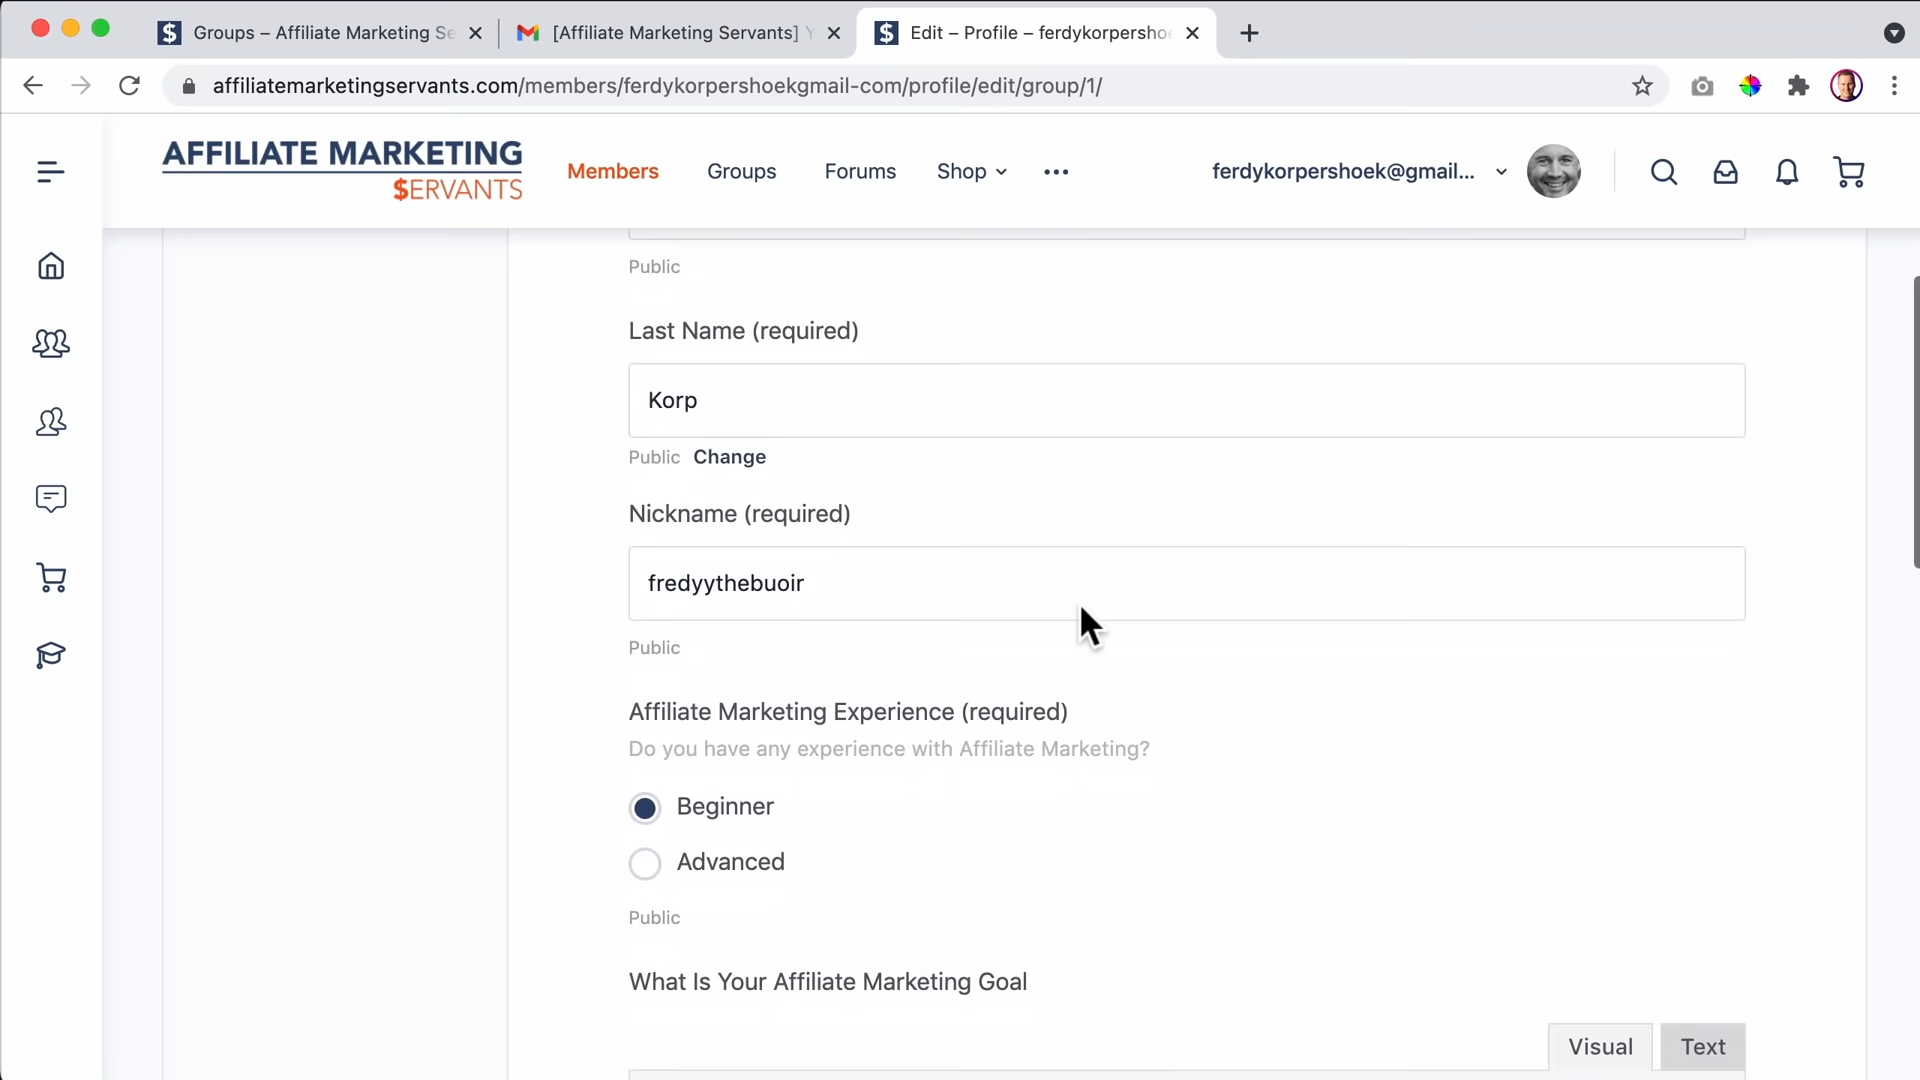 Groups – Affiliate Marketing Se
[Affiliate Marketing Servants] Y
Edit – Profile – ferdykorpershoe
affiliatemarketingservants.com/members/ferdykorpershoekgmail-com/profile/edit/group/1/
AFFILIATE MARKETING
$ERVANTS
Members
Groups
Forums
Shop
ferdykorpershoek@gmail...
Public
Last Name (required)
Korp
Public Change
Nickname (required)
fredyythebuoir
Public
Affiliate Marketing Experience (required)
Do you have any experience with Affiliate Marketing?
Beginner
Advanced
Public
What Is Your Affiliate Marketing Goal
Visual
Text